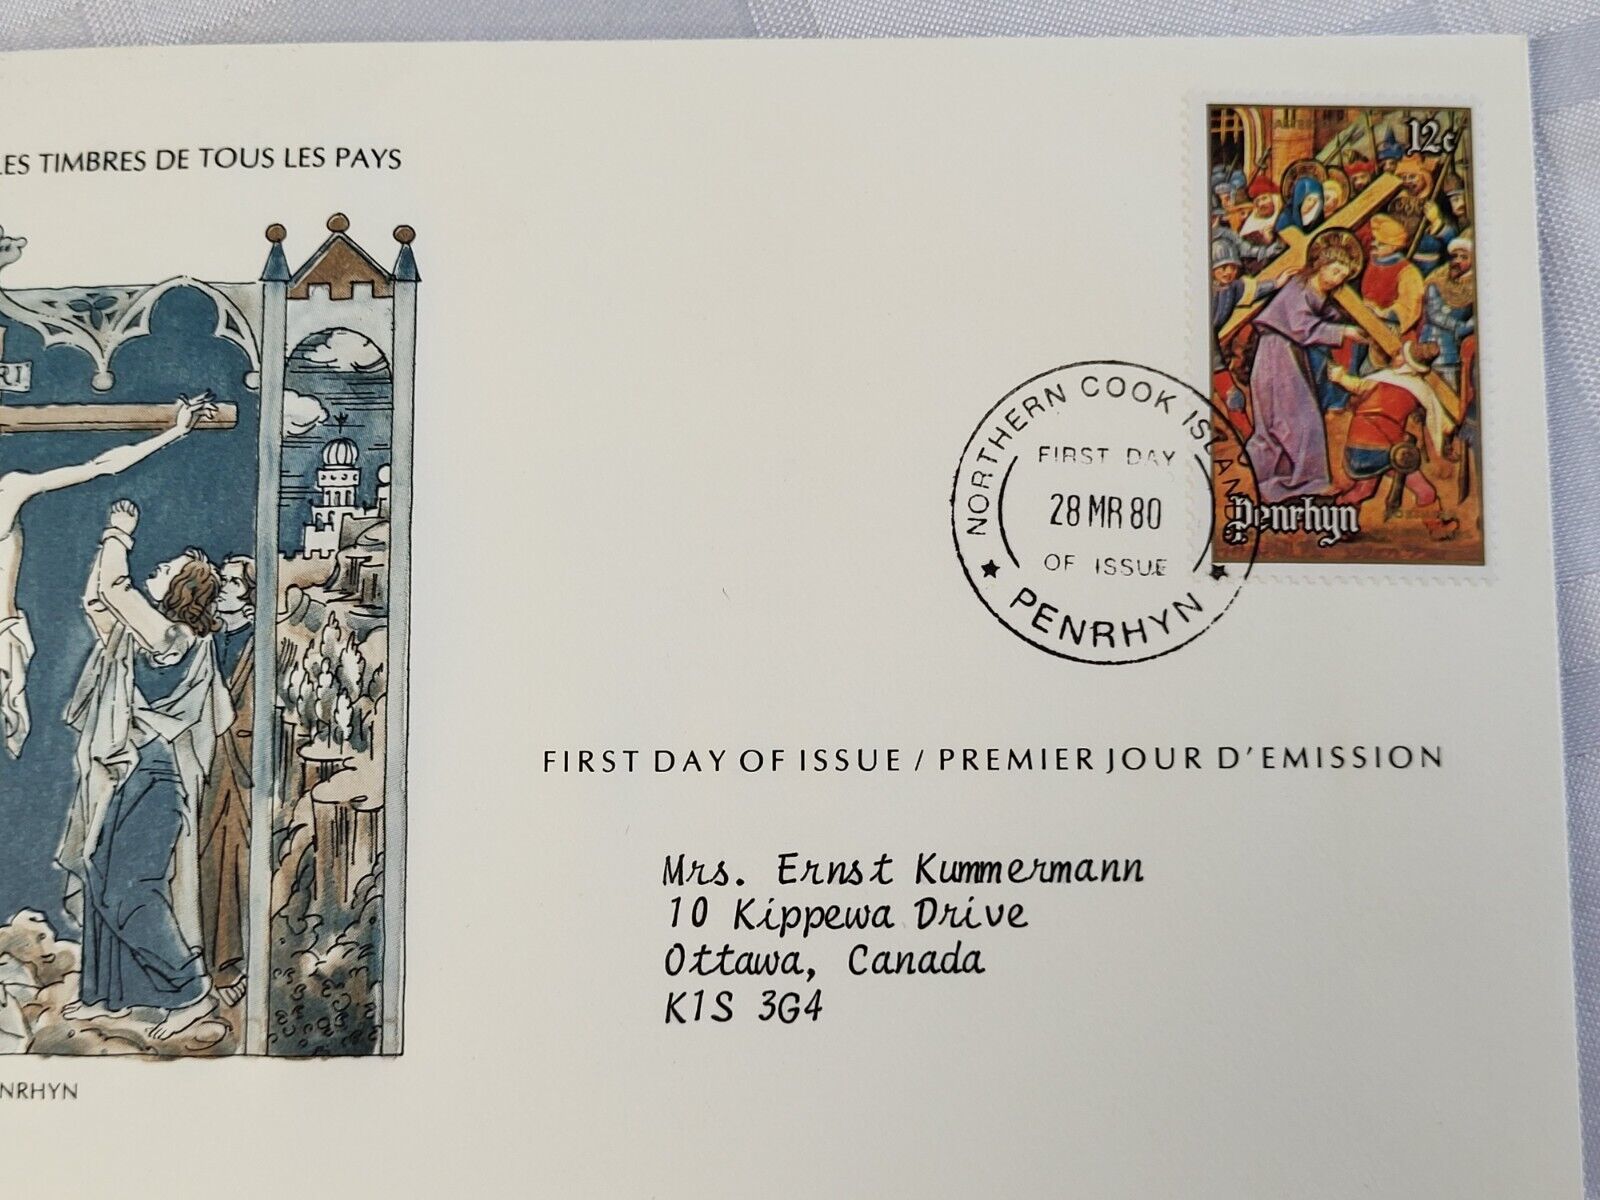 LES TIMBRES DE TOUS LES PAYS
12c
NORTHERN COOK ISLANDS
FIRST DAY
28 MR 80
OF ISSUE
★ PENRHYN ★
Penrhyn
RI
FIRST DAY OF ISSUE / PREMIER JOUR D'EMISSION
Mrs. Ernst Kummermann
10 Kippewa Drive
Ottawa, Canada
K1S 3G4
NRHYN